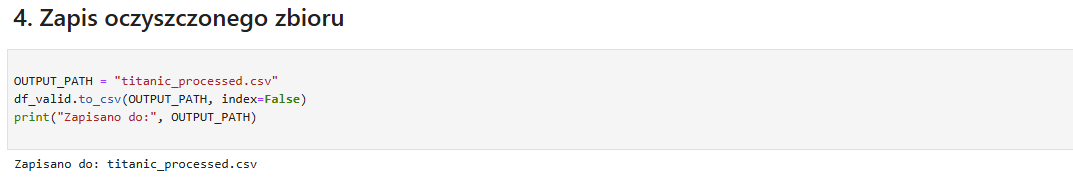 4. Zapis oczyszczonego zbioru
OUTPUT_PATH = "titanic_processed.csv"
df_valid.to_csv(OUTPUT_PATH, index=False)
print("Zapisano do:", OUTPUT_PATH)
Zapisano do: titanic_processed.csv